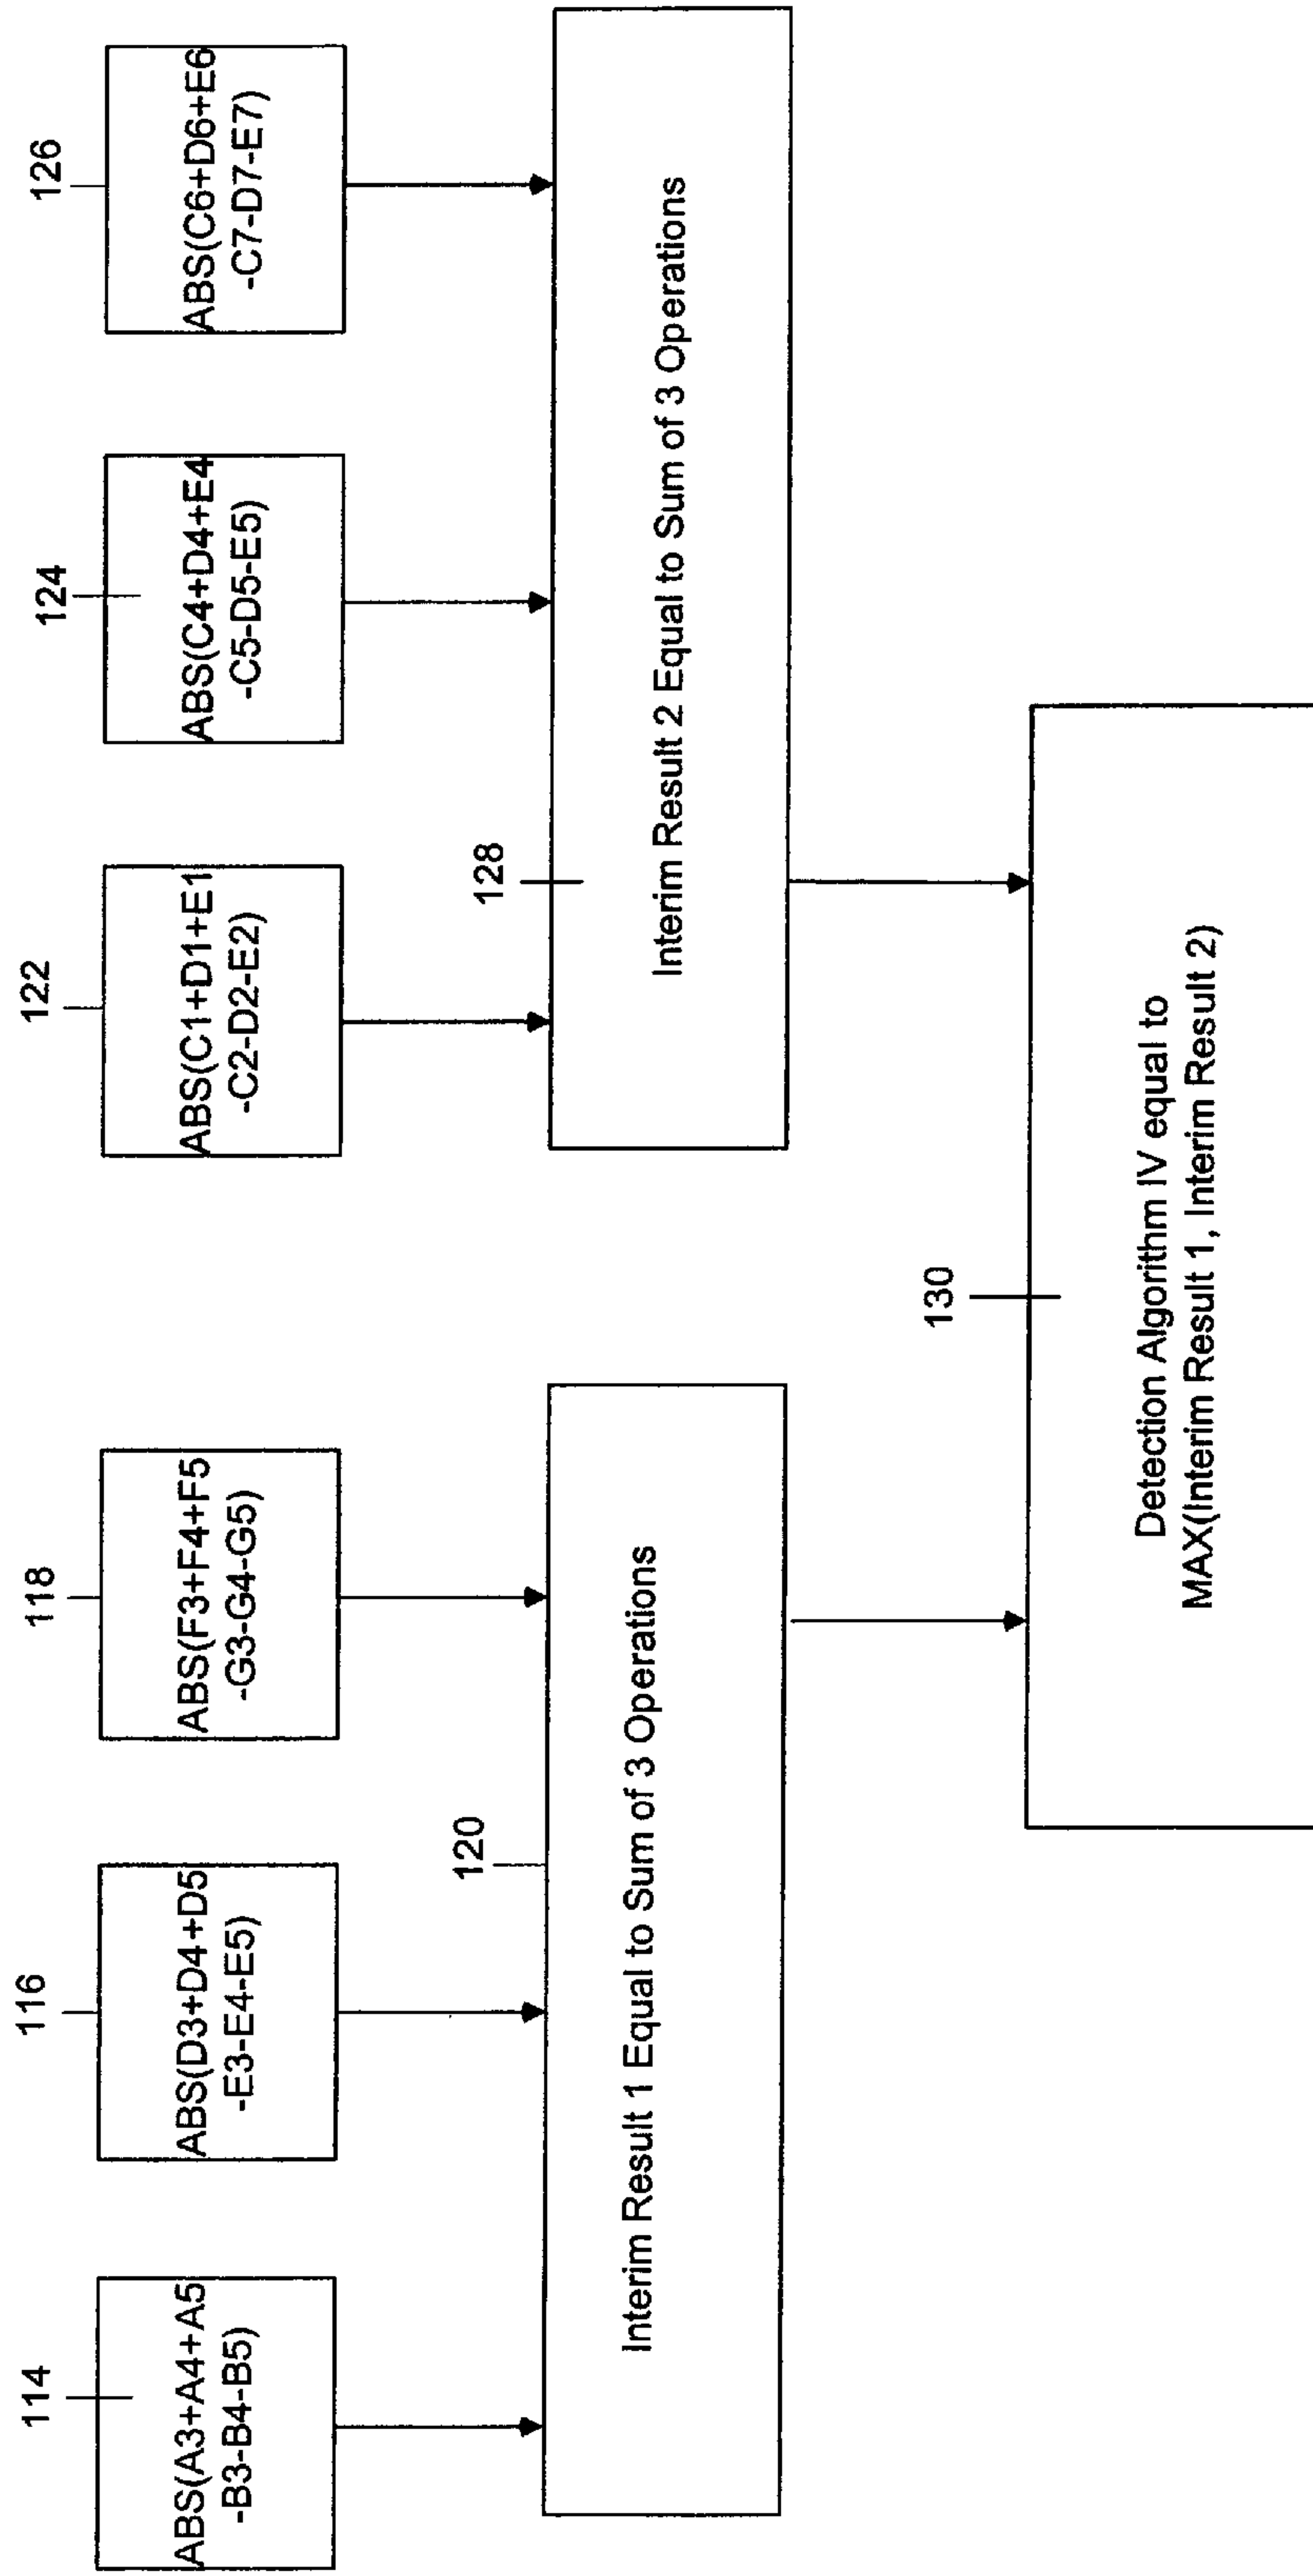 114
ABS(A3+A4+A5
-B3-B4-B5)
116
ABS(D3+D4+D5
-E3-E4-E5)
118
ABS(F3+F4+F5
-G3-G4-G5)
122
ABS(C1+D1+E1
-C2-D2-E2)
124
ABS(C4+D4+E4
-C5-D5-E5)
126
ABS(C6+D6+E6
-C7-D7-E7)
120
Interim Result 1 Equal to Sum of 3 Operations
128
Interim Result 2 Equal to Sum of 3 Operations
130
Detection Algorithm IV equal to
MAX(Interim Result 1, Interim Result 2)